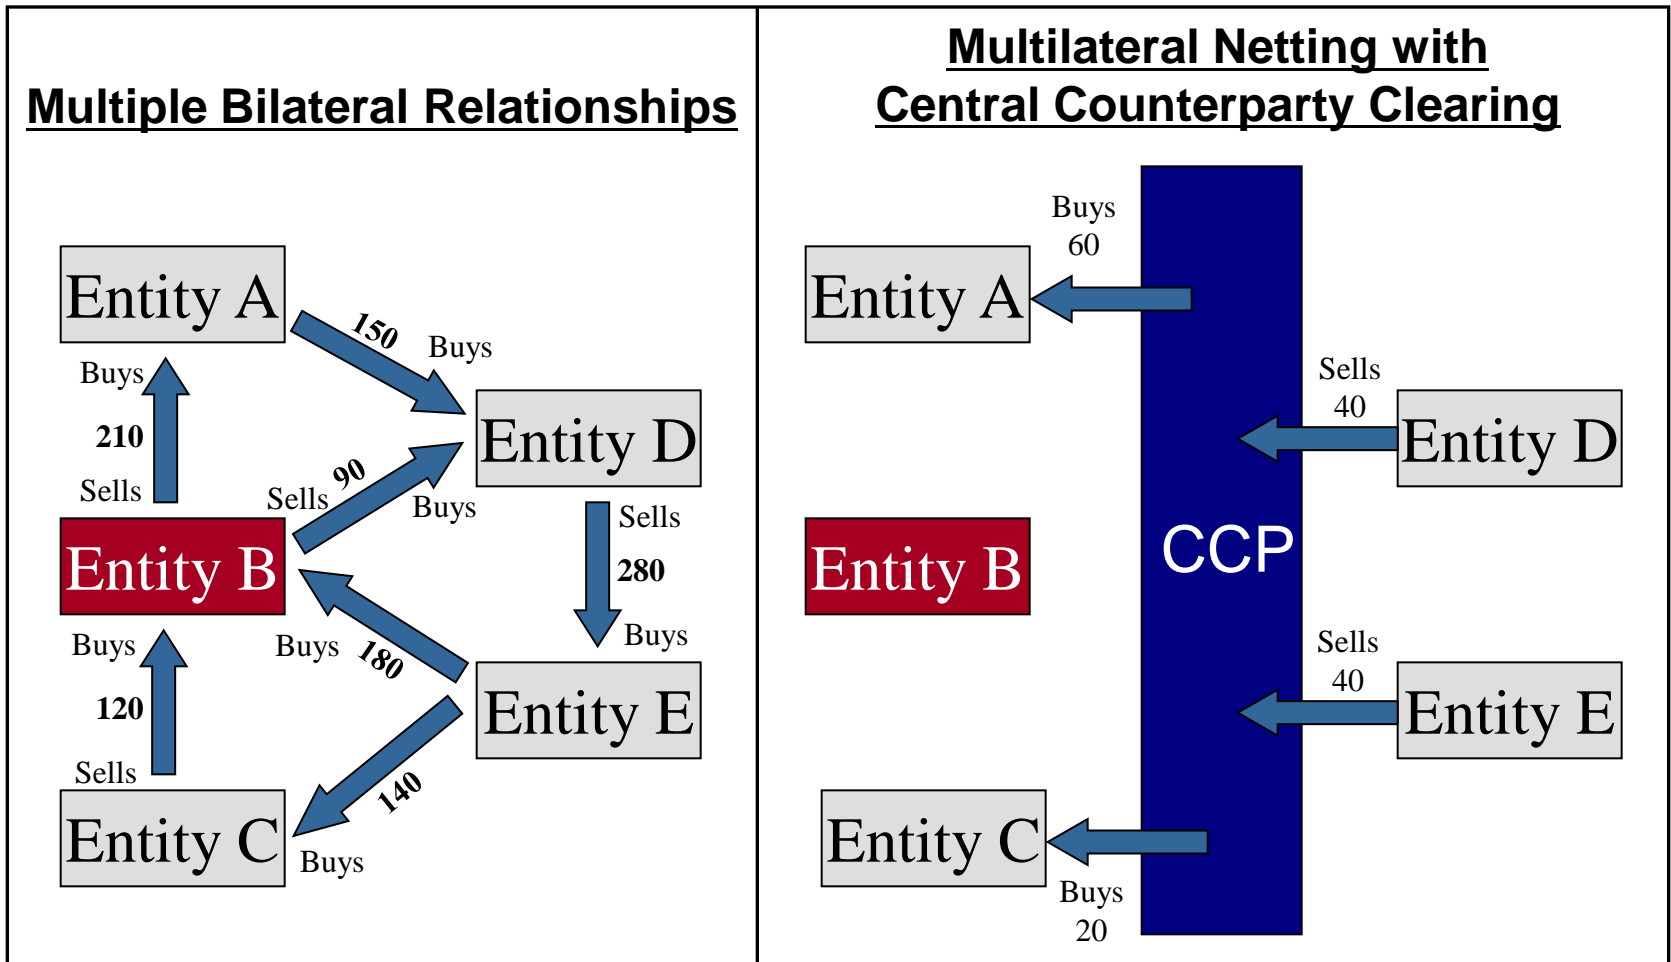 Multiple Bilateral Relationships
Entity A
150
Buys
Buys
210
Sells
Entity D
90
Sells
Buys
Entity B
Sells
280
Buys
Buys
180
Buys
120
Sells
Entity E
140
Entity C
Buys
Multilateral Netting with
Central Counterparty Clearing
Buys
60
Entity A
Sells
40
Entity D
CCP
Entity B
Sells
40
Entity E
Entity C
Buys
20